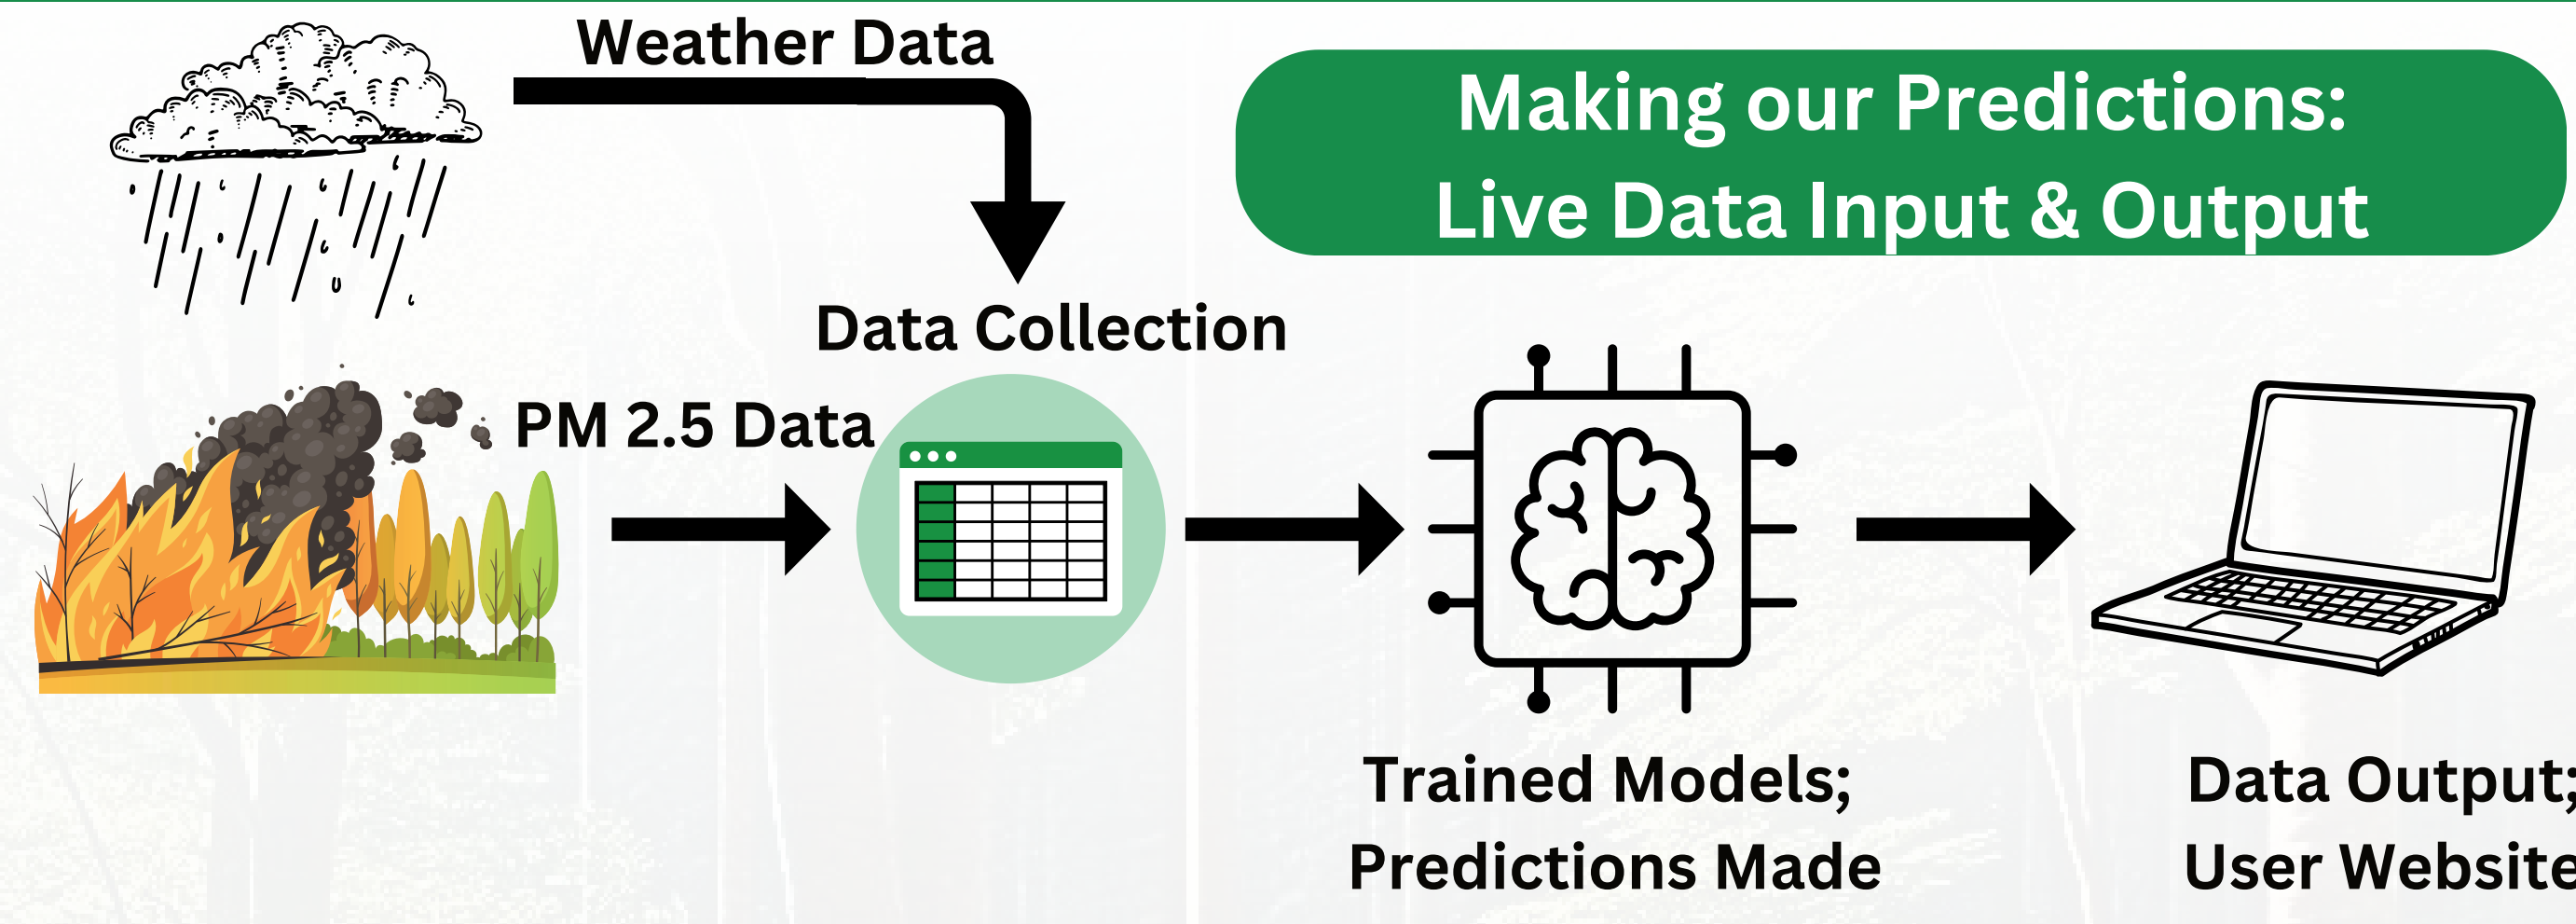 Weather Data
Making our Predictions:
Live Data Input & Output
Data Collection
PM 2.5 Data
Trained Models;
Predictions Made
Data Output;
User Website